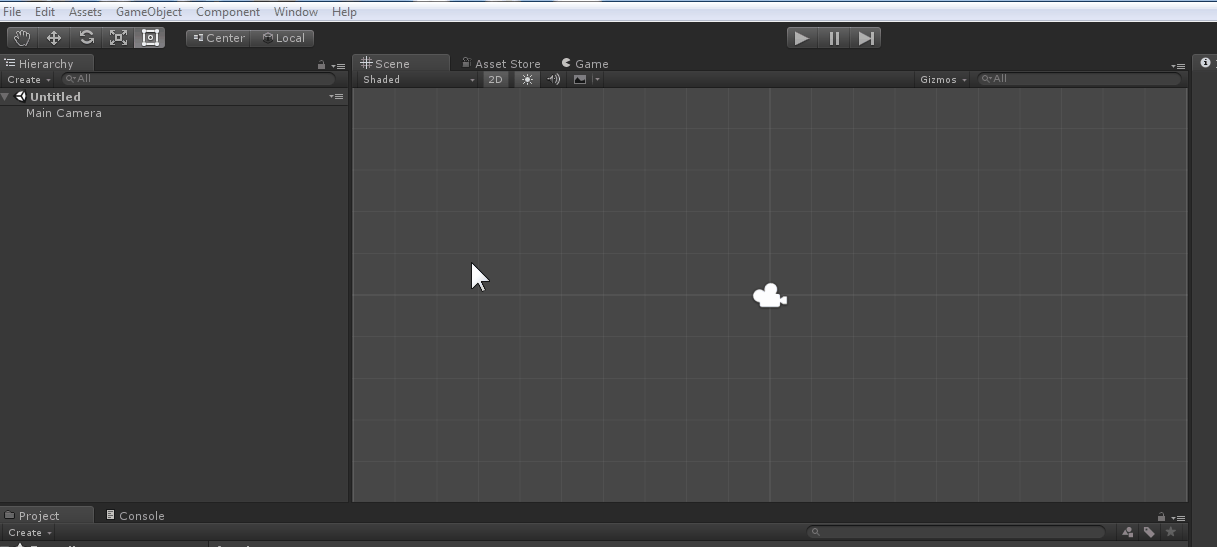 File Edit Assets GameObject Component Window Help
Center Local
Hierarchy Scene Asset Store Game
Create All Shaded 2D Gizmos All
Untitled
Main Camera
Project Console
Create